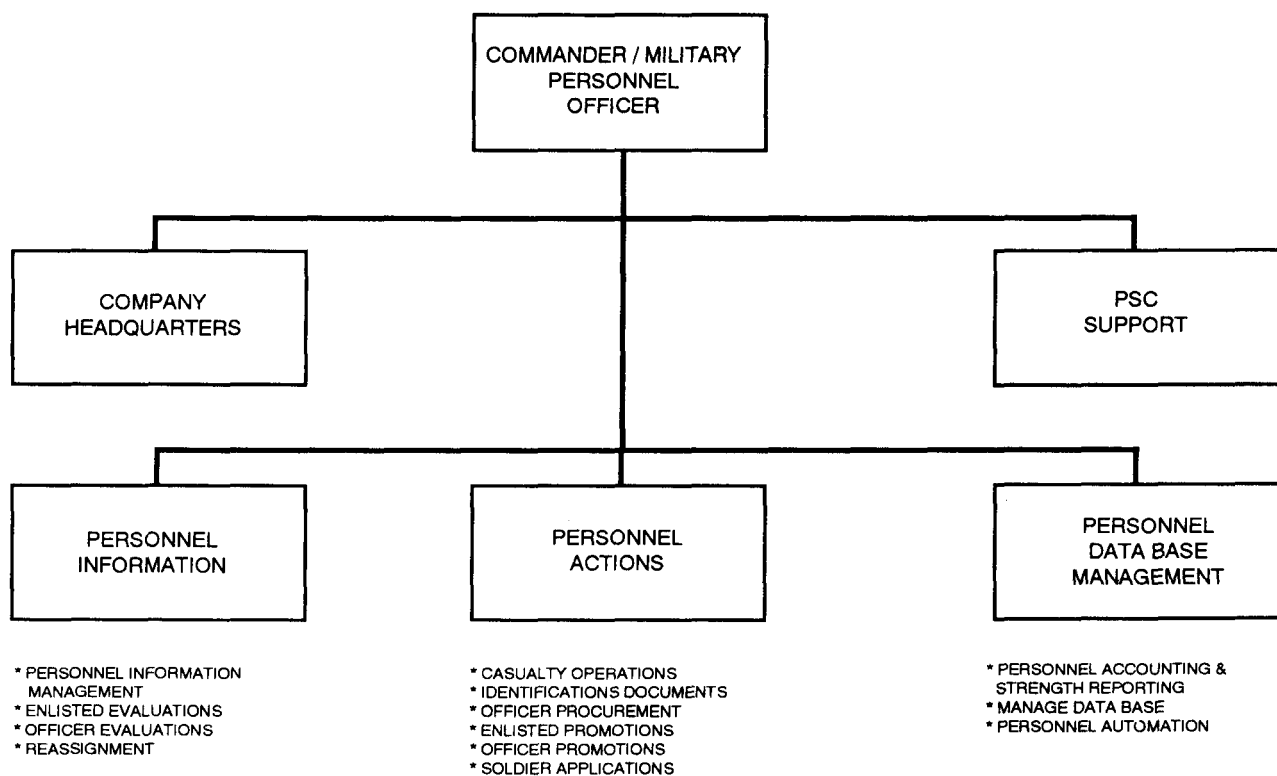 COMMANDER / MILITARY
PERSONNEL
OFFICER
COMPANY
HEADQUARTERS
PSC
SUPPORT
PERSONNEL
INFORMATION
PERSONNEL
ACTIONS
PERSONNEL
DATA BASE
MANAGEMENT
* PERSONNEL INFORMATION
MANAGEMENT
* ENLISTED EVALUATIONS
* OFFICER EVALUATIONS
* REASSIGNMENT
* CASUALTY OPERATIONS
* IDENTIFICATIONS DOCUMENTS
* OFFICER PROCUREMENT
* ENLISTED PROMOTIONS
* OFFICER PROMOTIONS
* SOLDIER APPLICATIONS
* PERSONNEL ACCOUNTING &
STRENGTH REPORTING
* MANAGE DATA BASE
* PERSONNEL AUTOMATION